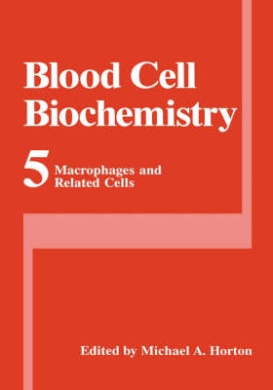 Blood Cell
Biochemistry
5 Macrophages and
Related Cells
Edited by Michael A. Horton